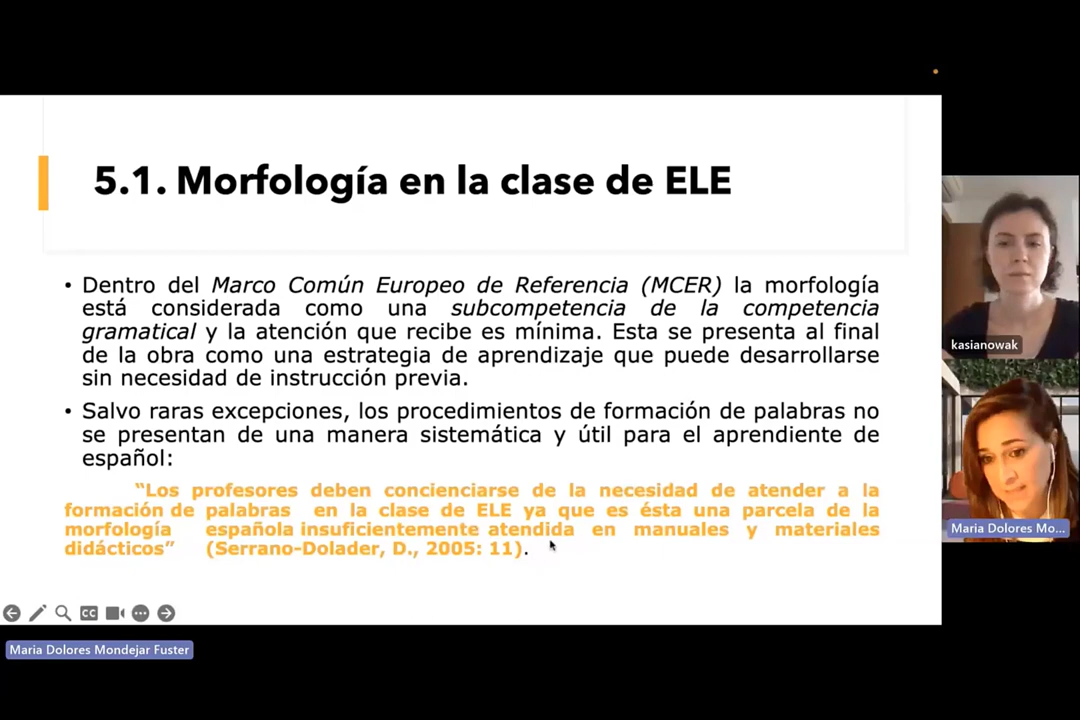 5.1. Morfología en la clase de ELE
• Dentro del Marco Común Europeo de Referencia (MCER) la morfología
está considerada como una subcompetencia de la competencia
gramatical y la atención que recibe es mínima. Esta se presenta al final
de la obra como una estrategia de aprendizaje que puede desarrollarse
sin necesidad de instrucción previa.
• Salvo raras excepciones, los procedimientos de formación de palabras no
se presentan de una manera sistemática y útil para el aprendiente de
español:
“Los profesores deben concienciarse de la necesidad de atender a la
formación de palabras en la clase de ELE ya que es ésta una parcela de la
morfología española insuficientemente atendida en manuales y materiales
didácticos” (Serrano-Dolader, D., 2005: 11).
kasianowak
Maria Dolores Mo...
CC
Maria Dolores Mondejar Fuster